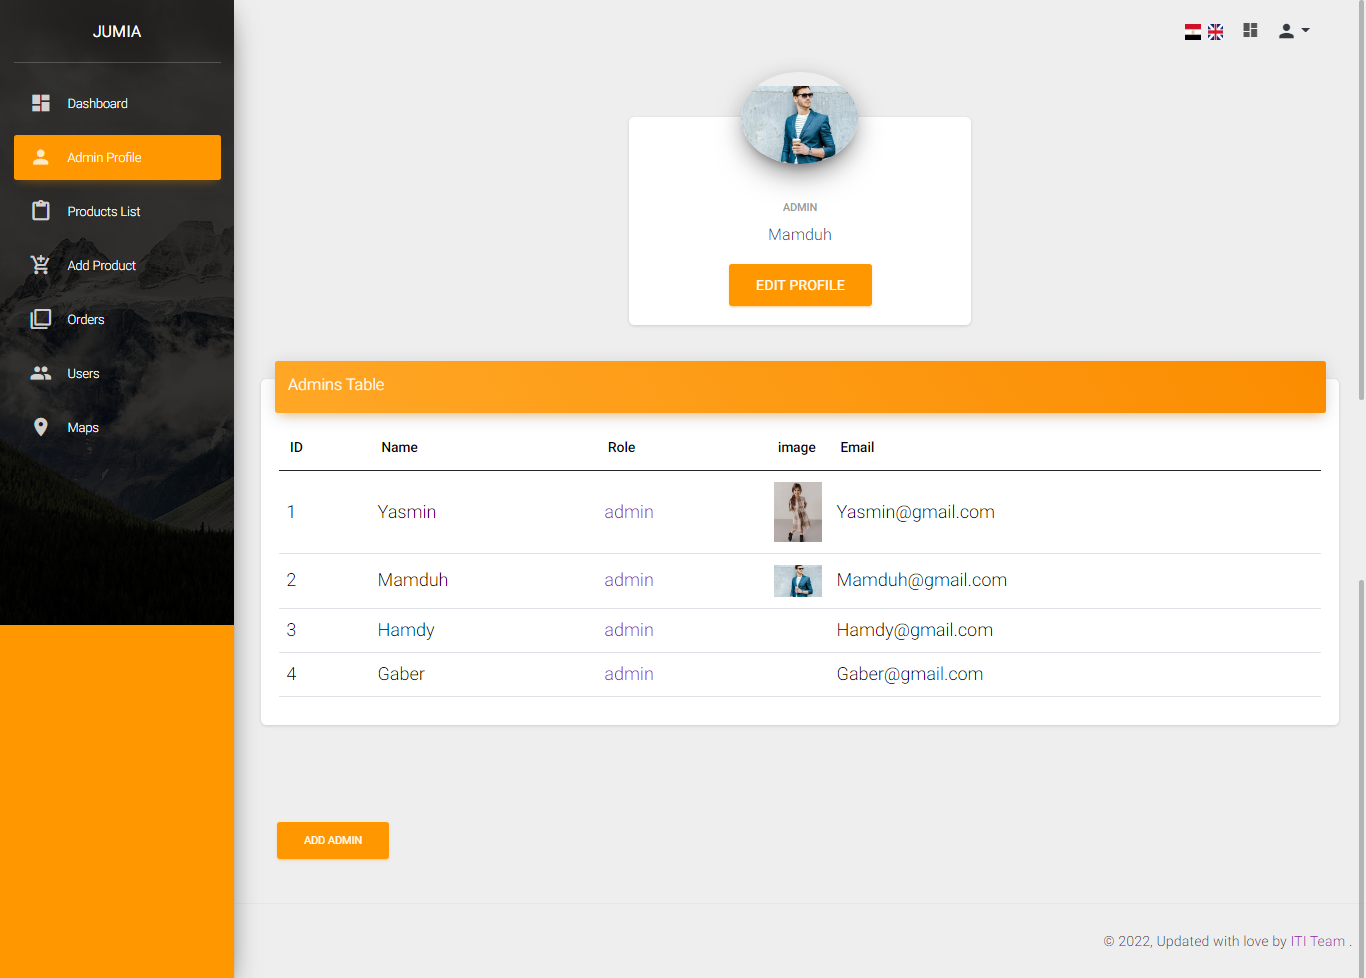 JUMIA
Dashboard
Admin Profile
Products List
Add Product
Orders
Users
Maps
ADMIN
Mamduh
EDIT PROFILE
Admins Table
ID Name Role image Email
1 Yasmin admin Yasmin@gmail.com
2 Mamduh admin Mamduh@gmail.com
3 Hamdy admin Hamdy@gmail.com
4 Gaber admin Gaber@gmail.com
ADD ADMIN
© 2022, Updated with love by ITI Team .